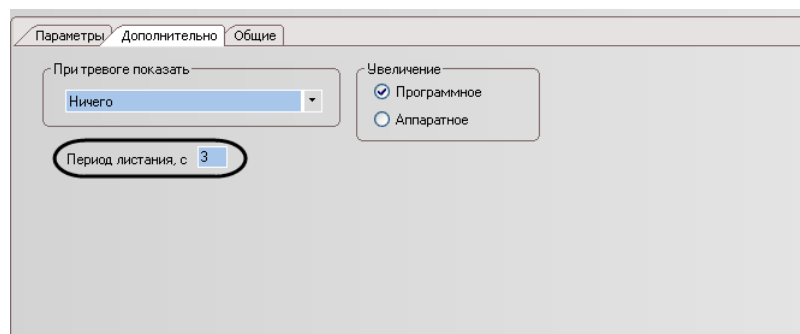 Параметры Дополнительно Общие
При тревоге показать
Ничего
Увеличение
Программное
Аппаратное
Период листания, с 3